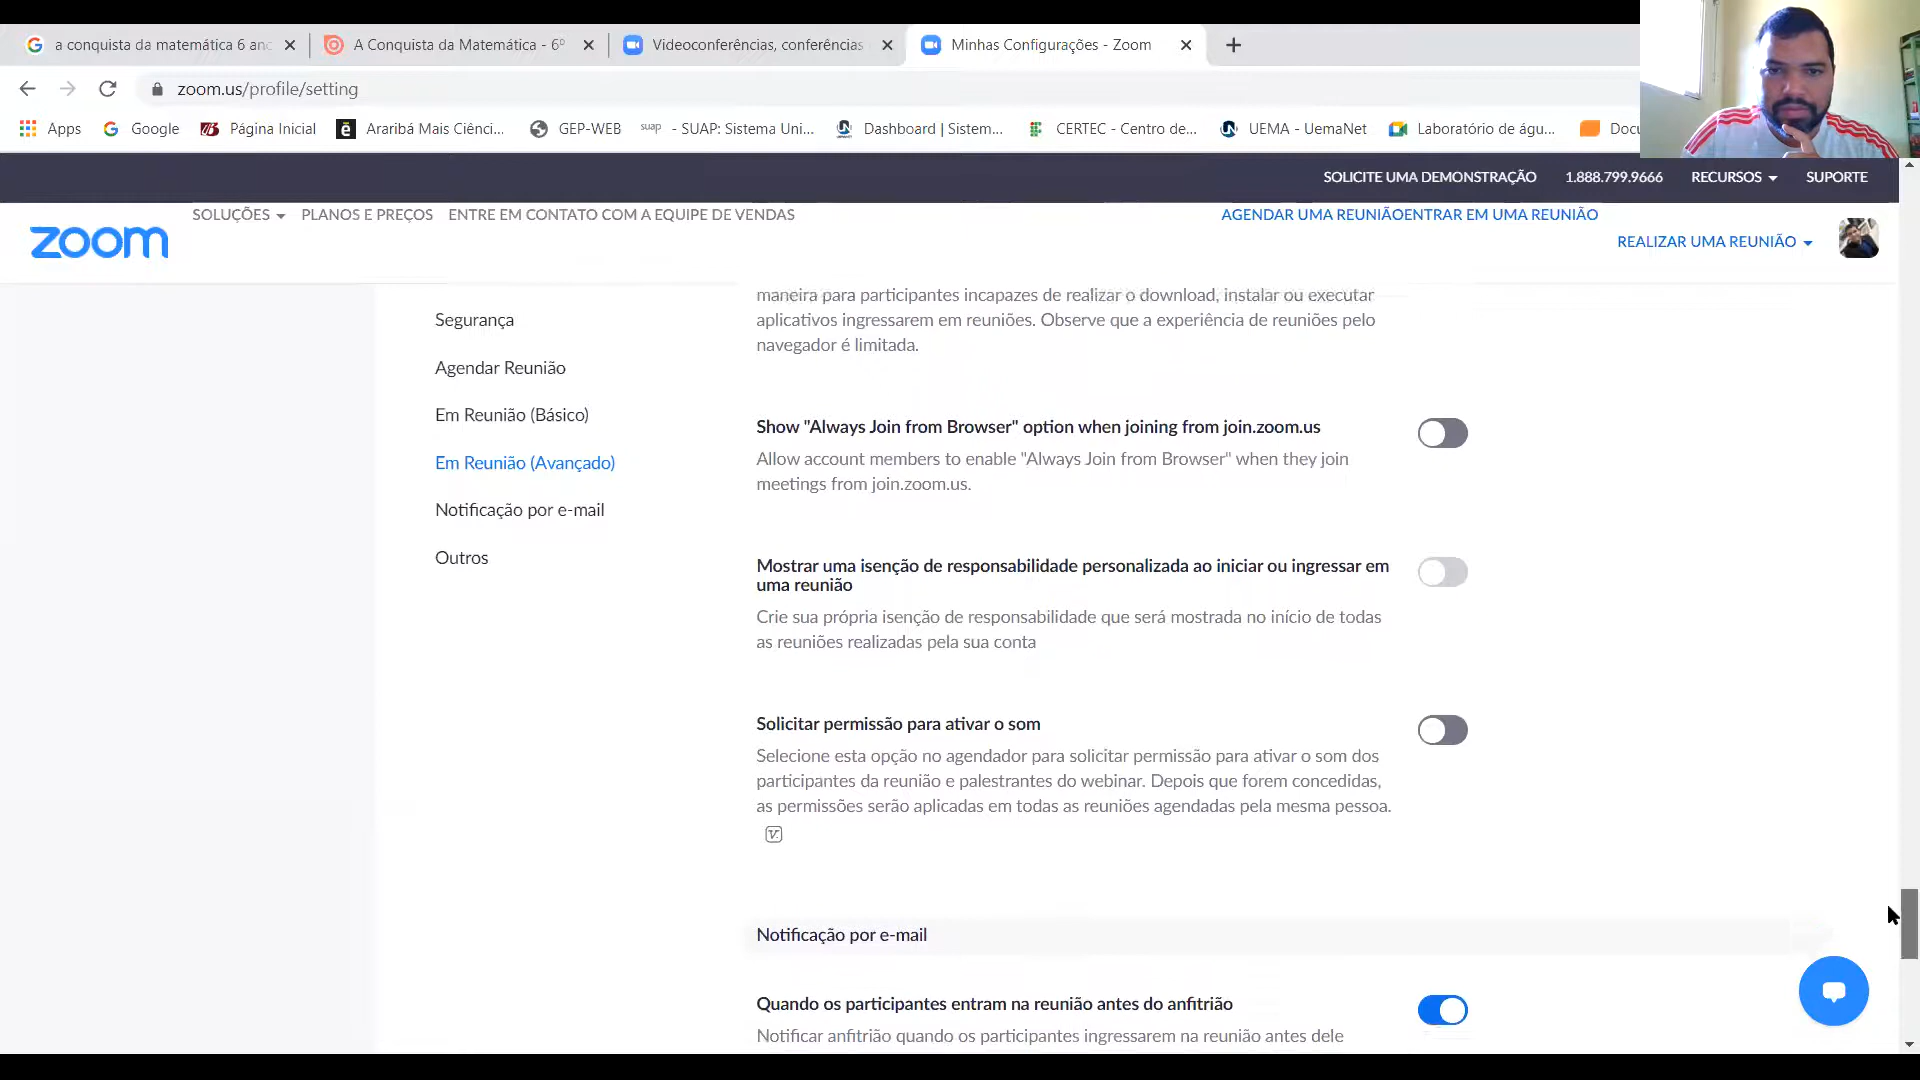 a conquista da matemática 6 anc
A Conquista da Matemática - 6º
Videoconferências, conferências
Minhas Configurações - Zoom
zoom.us/profile/setting
Apps
Google
Página Inicial
Araribá Mais Ciênci...
GEP-WEB
suap - SUAP: Sistema Uni...
Dashboard | Sistem...
CERTEC - Centro de...
UEMA - UemaNet
Laboratório de águ...
Docu
SOLICITE UMA DEMONSTRAÇÃO
1.888.799.9666
RECURSOS
SUPORTE
zoom
SOLUÇÕES
PLANOS E PREÇOS
ENTRE EM CONTATO COM A EQUIPE DE VENDAS
AGENDAR UMA REUNIÃO
ENTRAR EM UMA REUNIÃO
REALIZAR UMA REUNIÃO
Segurança
Agendar Reunião
Em Reunião (Básico)
Em Reunião (Avançado)
Notificação por e-mail
Outros
maneira para participantes incapazes de realizar o download, instalar ou executar
aplicativos ingressarem em reuniões. Observe que a experiência de reuniões pelo
navegador é limitada.
Show "Always Join from Browser" option when joining from join.zoom.us
Allow account members to enable "Always Join from Browser" when they join
meetings from join.zoom.us.
Mostrar uma isenção de responsabilidade personalizada ao iniciar ou ingressar em
uma reunião
Crie sua própria isenção de responsabilidade que será mostrada no início de todas
as reuniões realizadas pela sua conta
Solicitar permissão para ativar o som
Selecione esta opção no agendador para solicitar permissão para ativar o som dos
participantes da reunião e palestrantes do webinar. Depois que forem concedidas,
as permissões serão aplicadas em todas as reuniões agendadas pela mesma pessoa.
Notificação por e-mail
Quando os participantes entram na reunião antes do anfitrião
Notificar anfitrião quando os participantes ingressarem na reunião antes dele